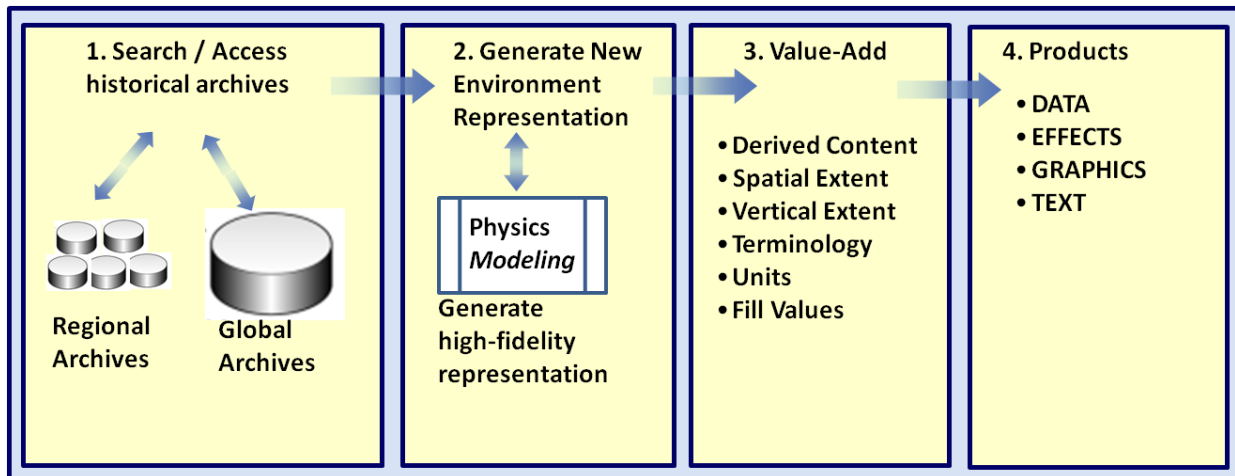 1. Search / Access
historical archives
Regional
Archives
Global
Archives
2. Generate New
Environment
Representation
Physics
Modeling
Generate
high-fidelity
representation
3. Value-Add
• Derived Content
• Spatial Extent
• Vertical Extent
• Terminology
• Units
• Fill Values
4. Products
• DATA
• EFFECTS
• GRAPHICS
• TEXT